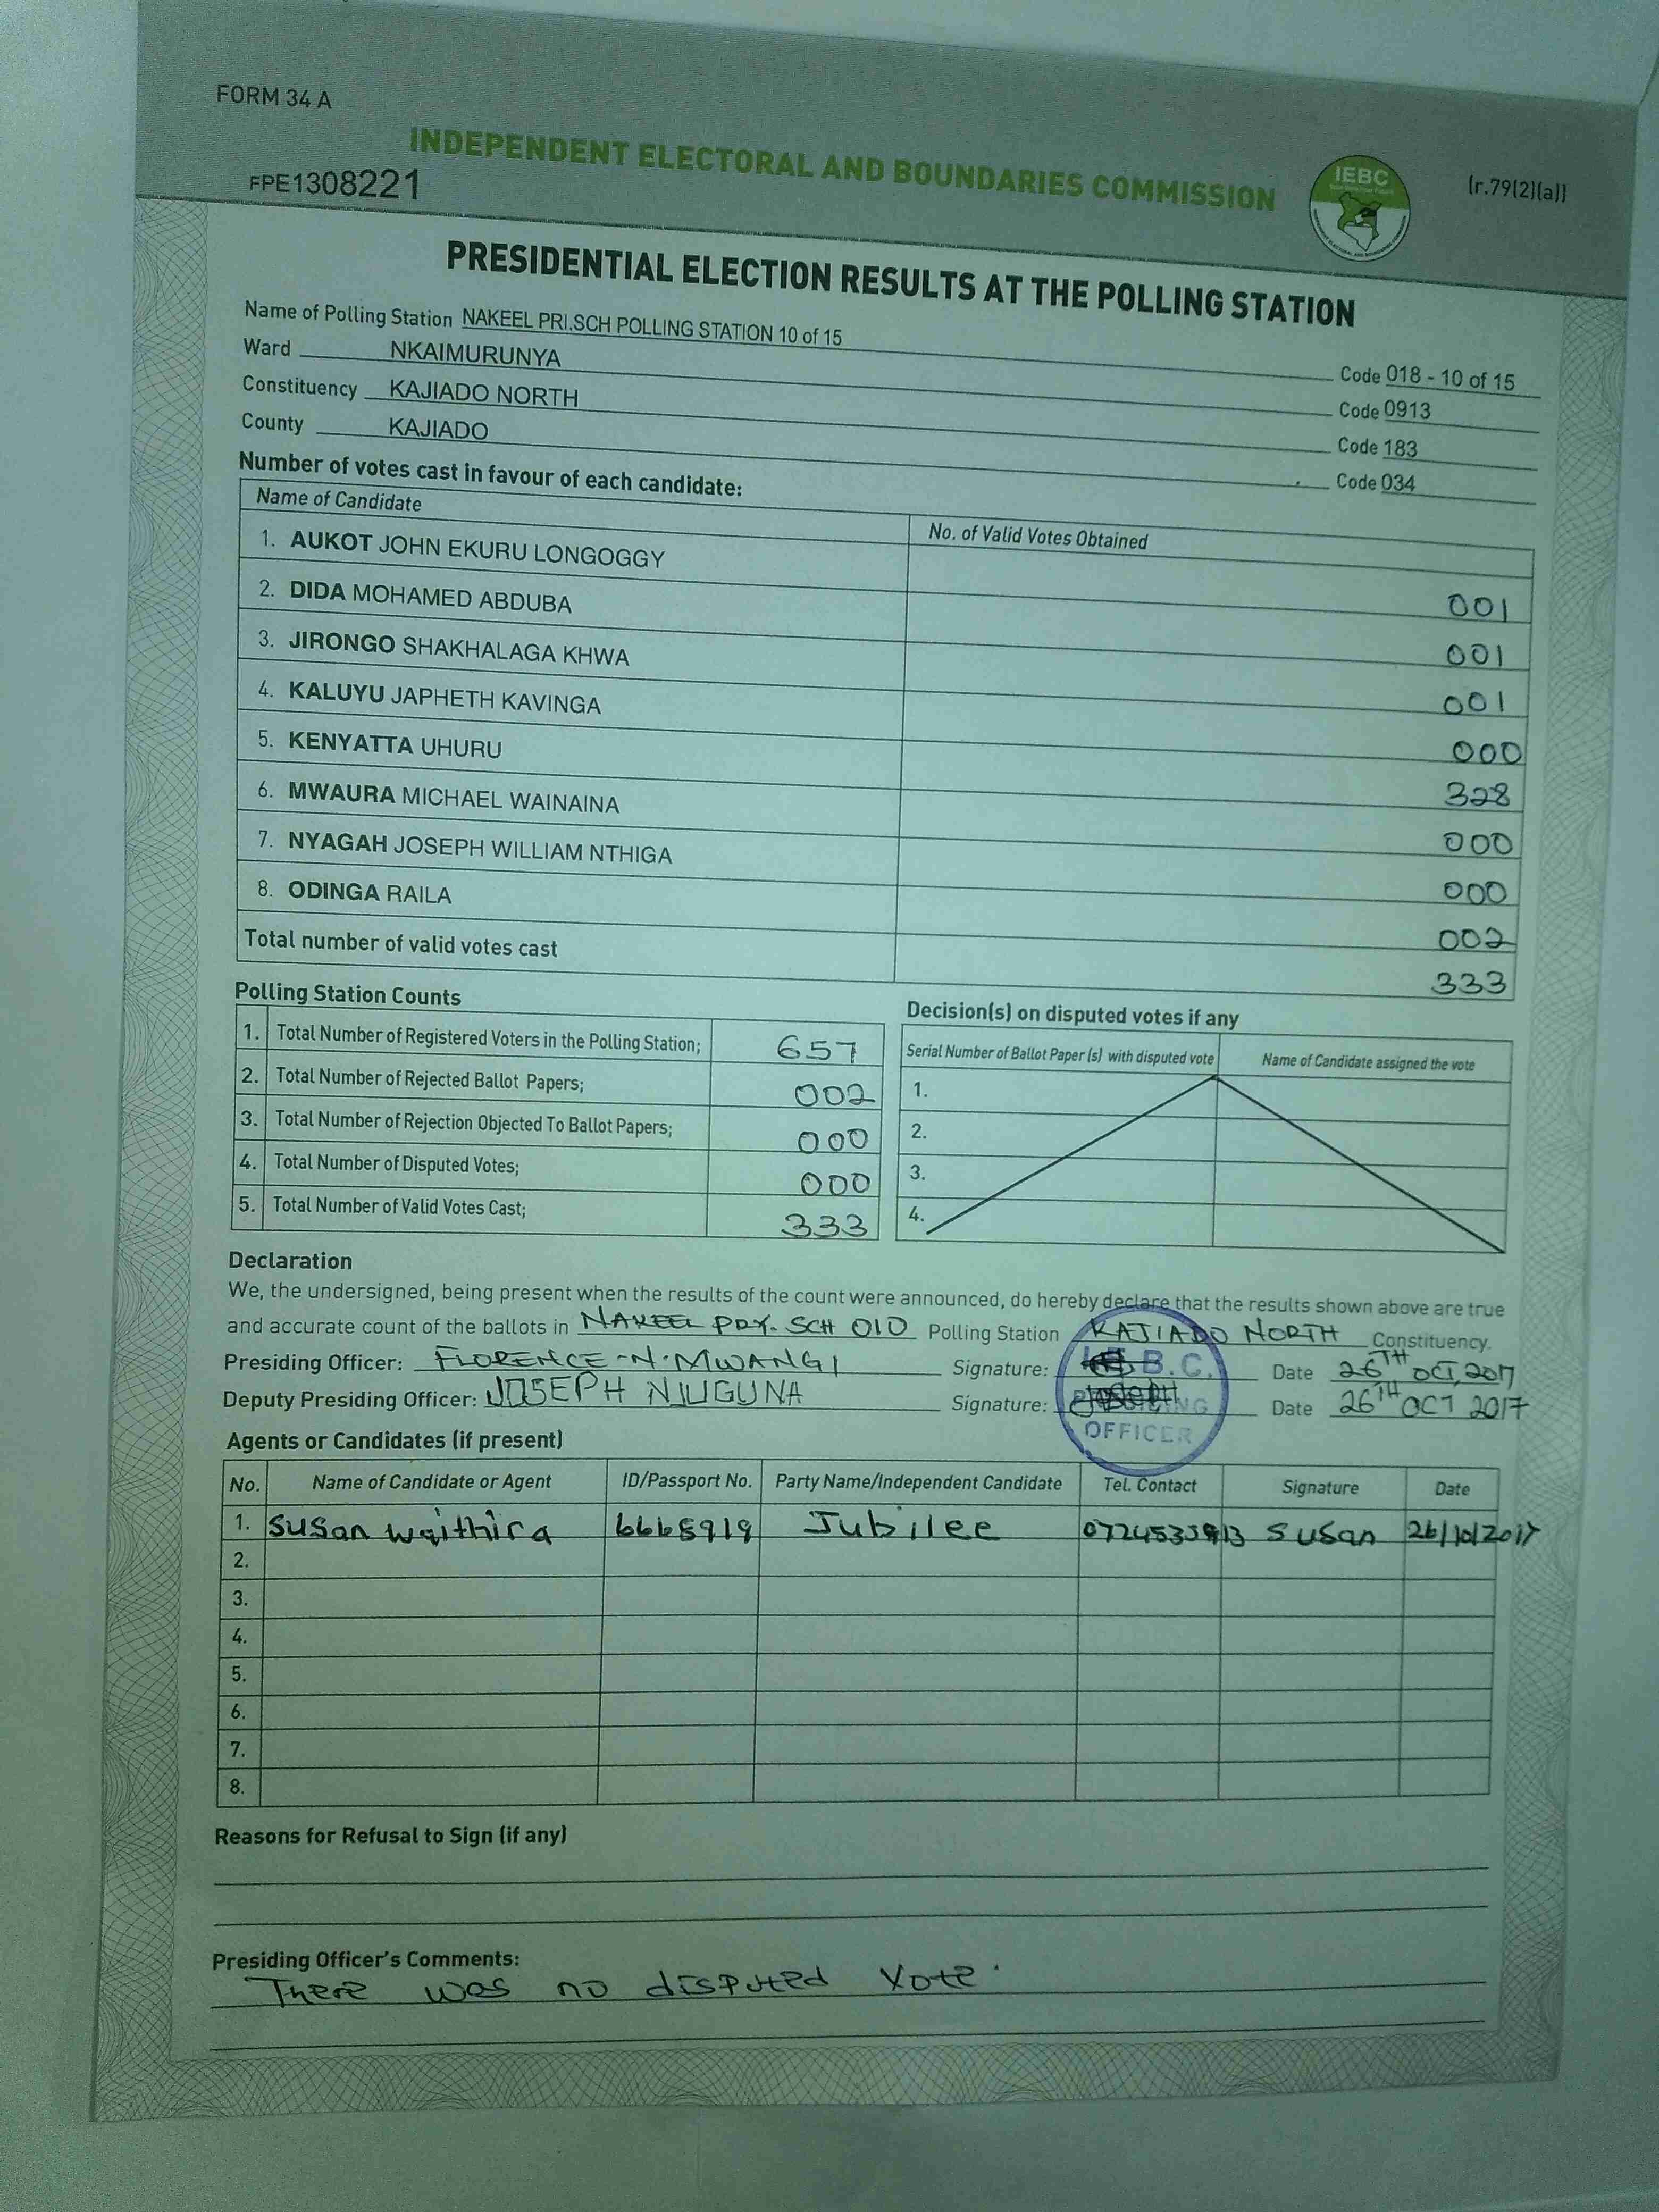 FORM 34 A
INDEPENDENT ELECTORAL AND BOUNDARIES COMMISSION
IEBC
(r.79(2)(a))
FPE1308221
PRESIDENTIAL ELECTION RESULTS AT THE POLLING STATION
Name of Polling Station NAKEEL PRI.SCH POLLING STATION 10 of 15 Code 018 - 10 of 15
Ward NKAIMURUNYA Code 0913
Constituency KAJIADO NORTH Code 183
County KAJIADO Code 034
Number of votes cast in favour of each candidate:
Name of Candidate No. of Valid Votes Obtained
1. AUKOT JOHN EKURU LONGOGGY 001
2. DIDA MOHAMED ABDUBA 001
3. JIRONGO SHAKHALAGA KHWA 001
4. KALUYU JAPHETH KAVINGA 000
5. KENYATTA UHURU 328
6. MWAURA MICHAEL WAINAINA 000
7. NYAGAH JOSEPH WILLIAM NTHIGA 000
8. ODINGA RAILA 002
Total number of valid votes cast 333
Polling Station Counts
1. Total Number of Registered Voters in the Polling Station; 657
2. Total Number of Rejected Ballot Papers; 002
3. Total Number of Rejection Objected To Ballot Papers; 000
4. Total Number of Disputed Votes; 000
5. Total Number of Valid Votes Cast; 333
Decision(s) on disputed votes if any
Serial Number of Ballot Paper (s) with disputed vote Name of Candidate assigned the vote
1.
2.
3.
4.
Declaration
We, the undersigned, being present when the results of the count were announced, do hereby declare that the results shown above are true
and accurate count of the ballots in NAKEEL PRY. SCH 010 Polling Station KAJIADO NORTH Constituency.
Presiding Officer: FLORENCE-N-MWANGI Signature: Date 26TH OCT, 2017
Deputy Presiding Officer: JOSEPH NJUGUNA Signature: Joseph Date 26TH OCT 2017
OFFICER
Agents or Candidates (if present)
No. Name of Candidate or Agent ID/Passport No. Party Name/Independent Candidate Tel. Contact Signature Date
1. Susan waithira Jubilee Susan 26/10/2017
2.
3.
4.
5.
6.
7.
8.
Reasons for Refusal to Sign (if any)
Presiding Officer's Comments:
There was no disputed vote.